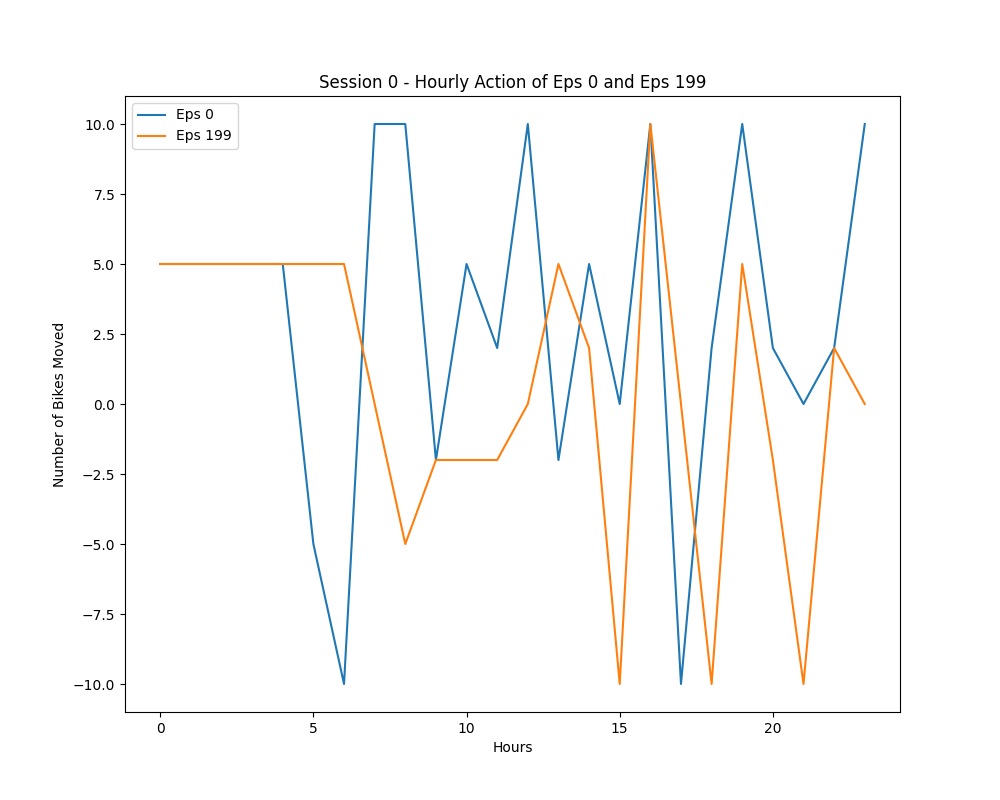 Session 0 - Hourly Action of Eps 0 and Eps 199
Eps 0
Eps 199
10.0
7.5
5.0
2.5
0.0
−2.5
−5.0
−7.5
−10.0
Number of Bikes Moved
0
5
10
15
20
Hours